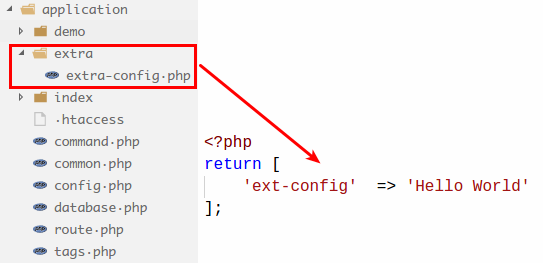 application
demo
extra
extra-config.php
index
.htaccess
command.php
common.php
config.php
database.php
route.php
tags.php
<?php
return [
    'ext-config'  => 'Hello World'
];